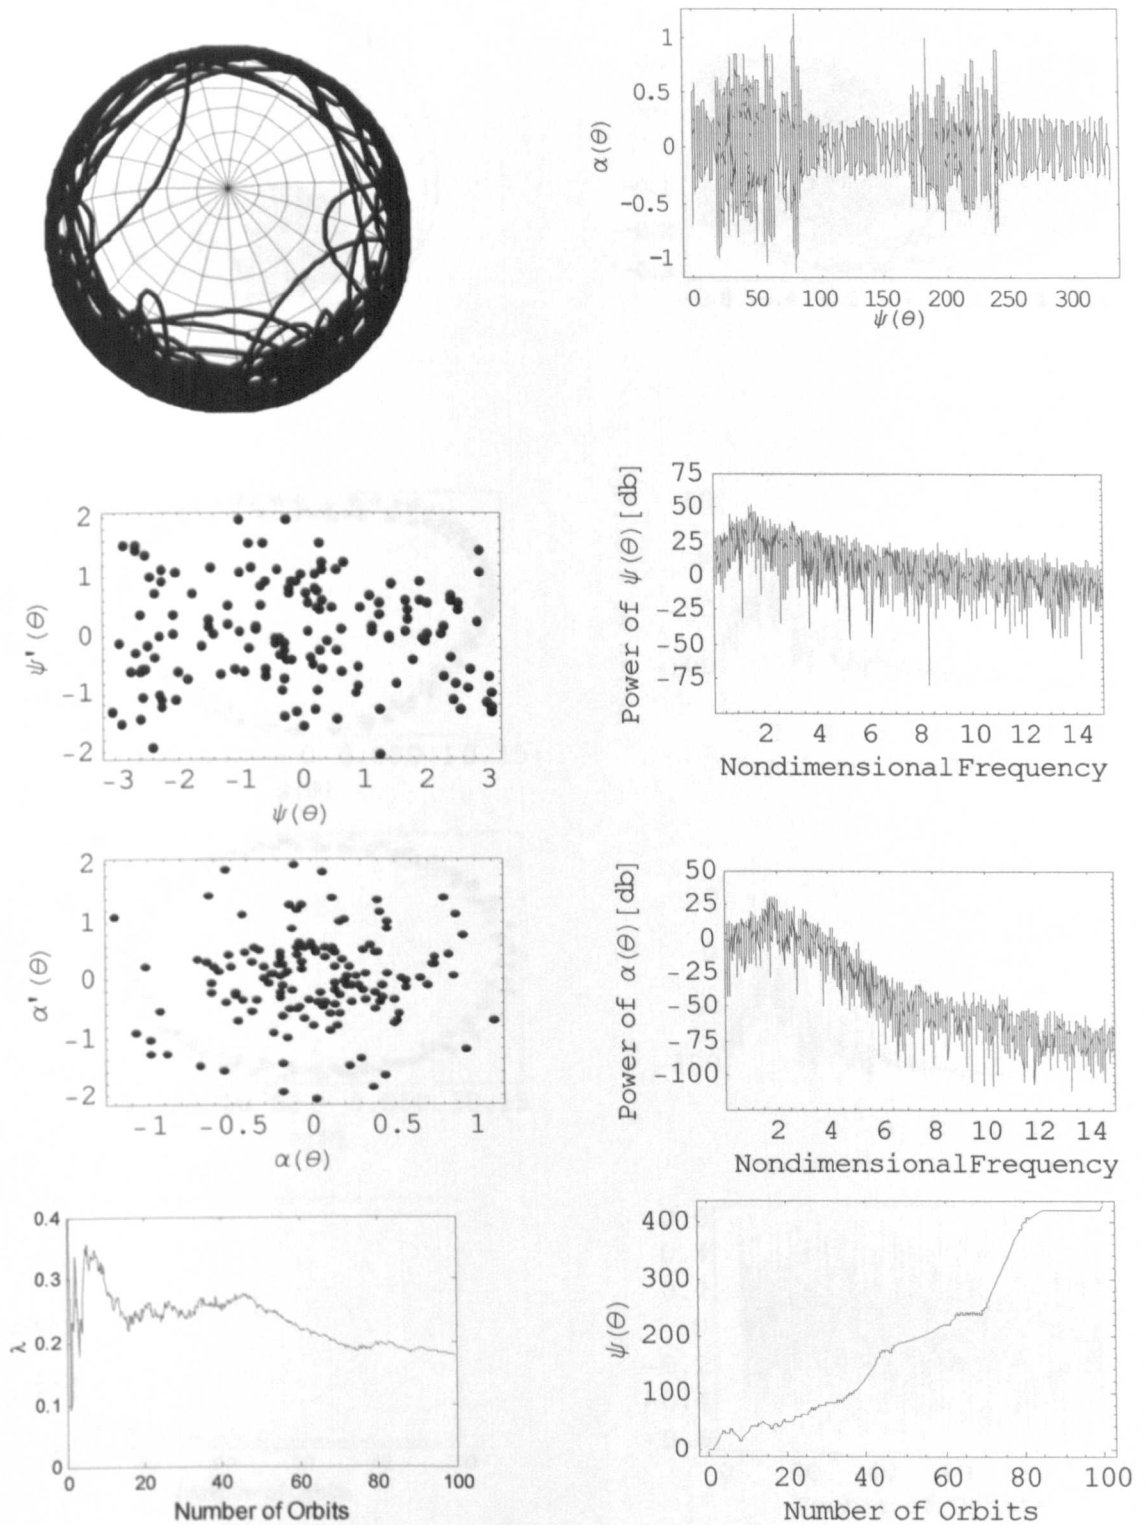 1
0.5
0
-0.5
-1
α(θ)
0 50 100 150 200 250 300
ψ(θ)
2
1
0
-1
-2
ψ'(θ)
-3 -2 -1 0 1 2 3
ψ(θ)
75
50
25
0
-25
-50
-75
Power of ψ(θ) [db]
2 4 6 8 10 12 14
Nondimensional Frequency
2
1
0
-1
-2
α'(θ)
-1 -0.5 0 0.5 1
α(θ)
50
25
0
-25
-50
-75
-100
Power of α(θ) [db]
2 4 6 8 10 12 14
Nondimensional Frequency
0.4
0.3
0.2
0.1
0
λ
0 20 40 60 80 100
Number of Orbits
400
300
200
100
0
ψ(θ)
0 20 40 60 80 100
Number of Orbits